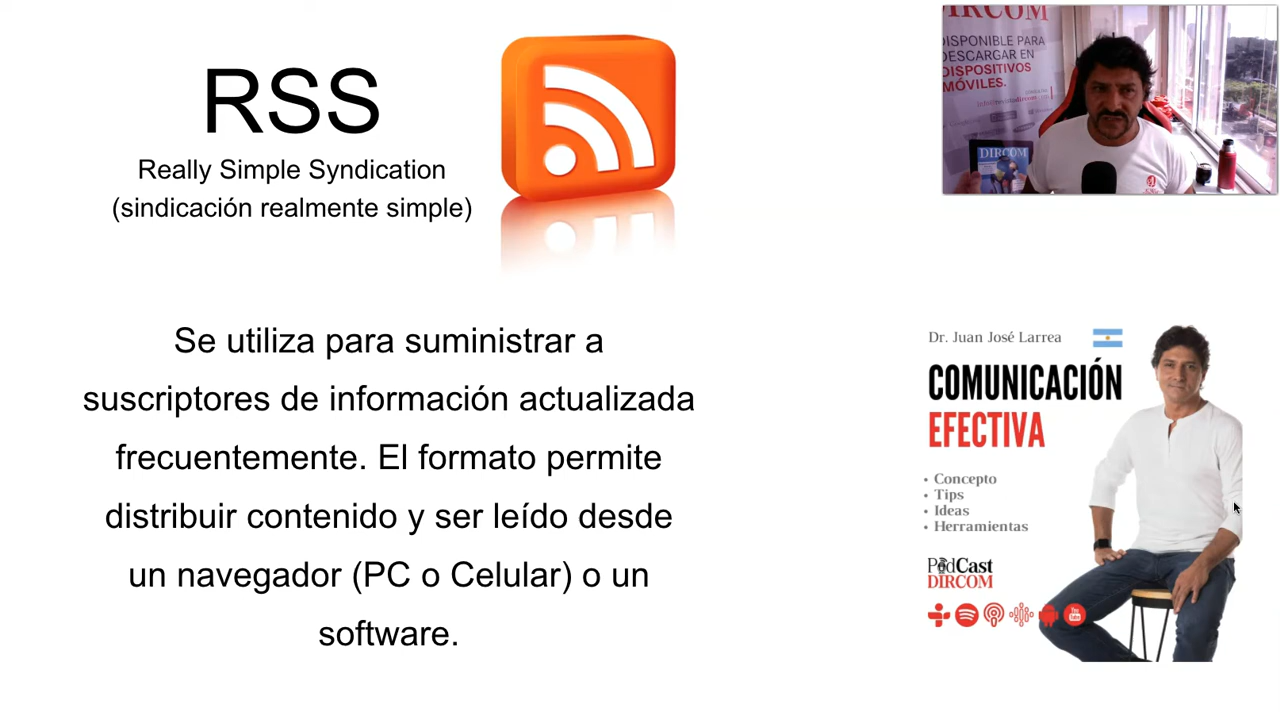 RSS
Really Simple Syndication
(sindicación realmente simple)
Se utiliza para suministrar a
suscriptores de información actualizada
frecuentemente. El formato permite
distribuir contenido y ser leído desde
un navegador (PC o Celular) o un
software.
DIRCOM
DISPONIBLE PARA
DESCARGAR EN
DISPOSITIVOS
MÓVILES.
DIRCOM
Dr. Juan José Larrea
COMUNICACIÓN
EFECTIVA
• Concepto
• Tips
• Ideas
• Herramientas
PodCast
DIRCOM
You
Tube